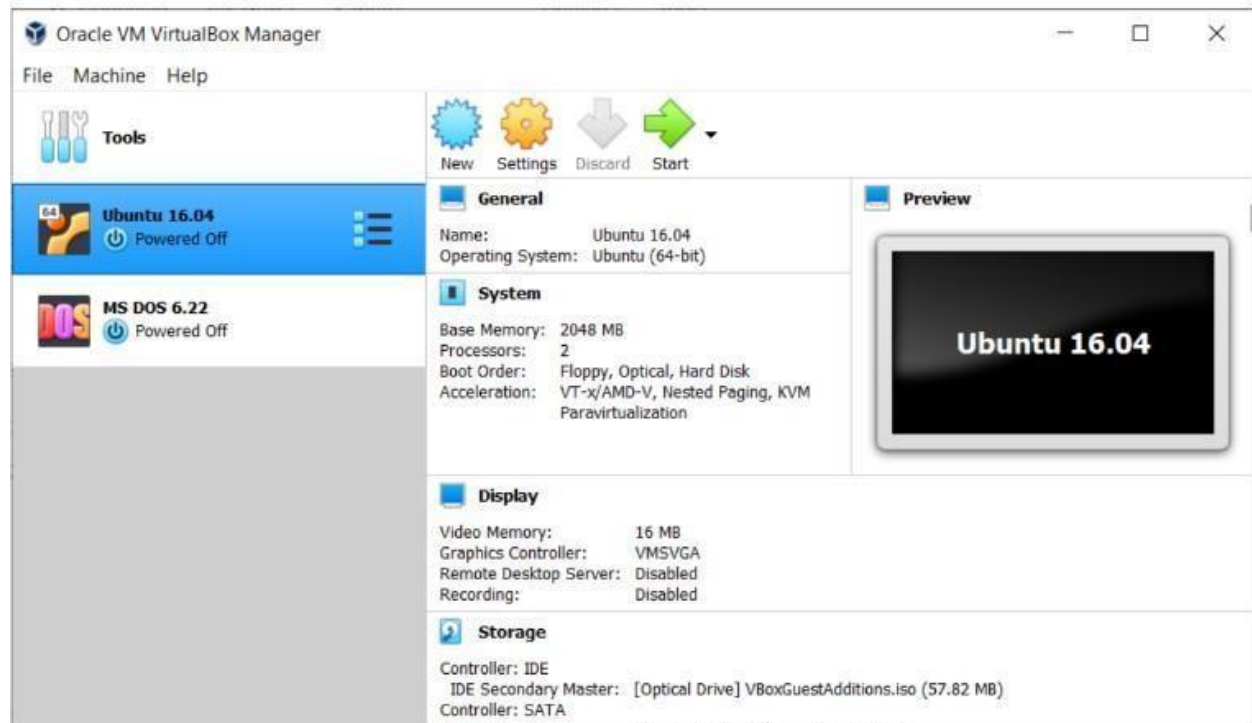 Oracle VM VirtualBox Manager
File Machine Help
Tools
New Settings Discard Start
64
Ubuntu 16.04
Powered Off
DOS
MS DOS 6.22
Powered Off
General
Name: Ubuntu 16.04
Operating System: Ubuntu (64-bit)
System
Base Memory: 2048 MB
Processors: 2
Boot Order: Floppy, Optical, Hard Disk
Acceleration: VT-x/AMD-V, Nested Paging, KVM
Paravirtualization
Preview
Ubuntu 16.04
Display
Video Memory: 16 MB
Graphics Controller: VMSVGA
Remote Desktop Server: Disabled
Recording: Disabled
Storage
Controller: IDE
IDE Secondary Master: [Optical Drive] VBoxGuestAdditions.iso (57.82 MB)
Controller: SATA